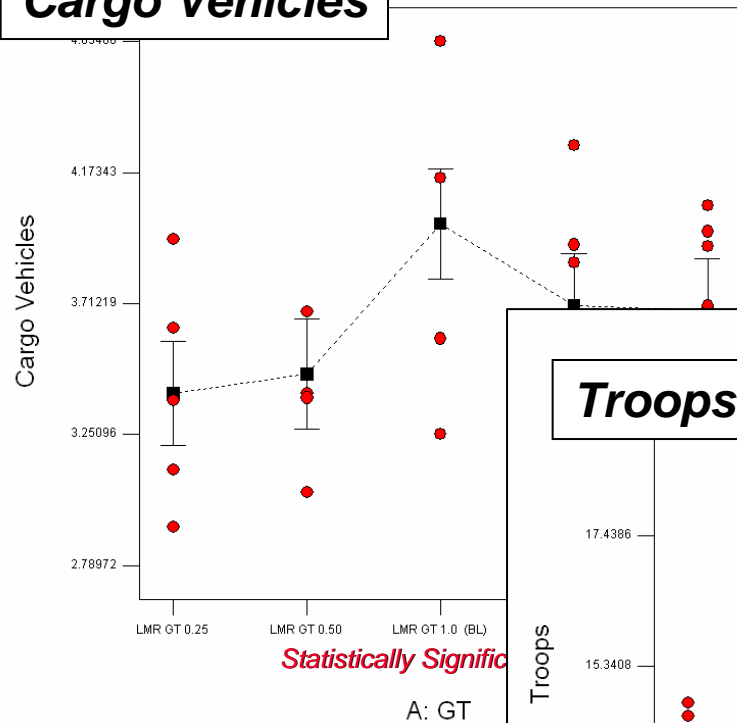 Cargo Vehicles
4.17343
3.71219
3.25096
2.78972
Cargo Vehicles
LMR GT 0.25
LMR GT 0.50
LMR GT 1.0 (BL)
Statistically Signific
A: GT
Troops
17.4386
15.3408
Troops